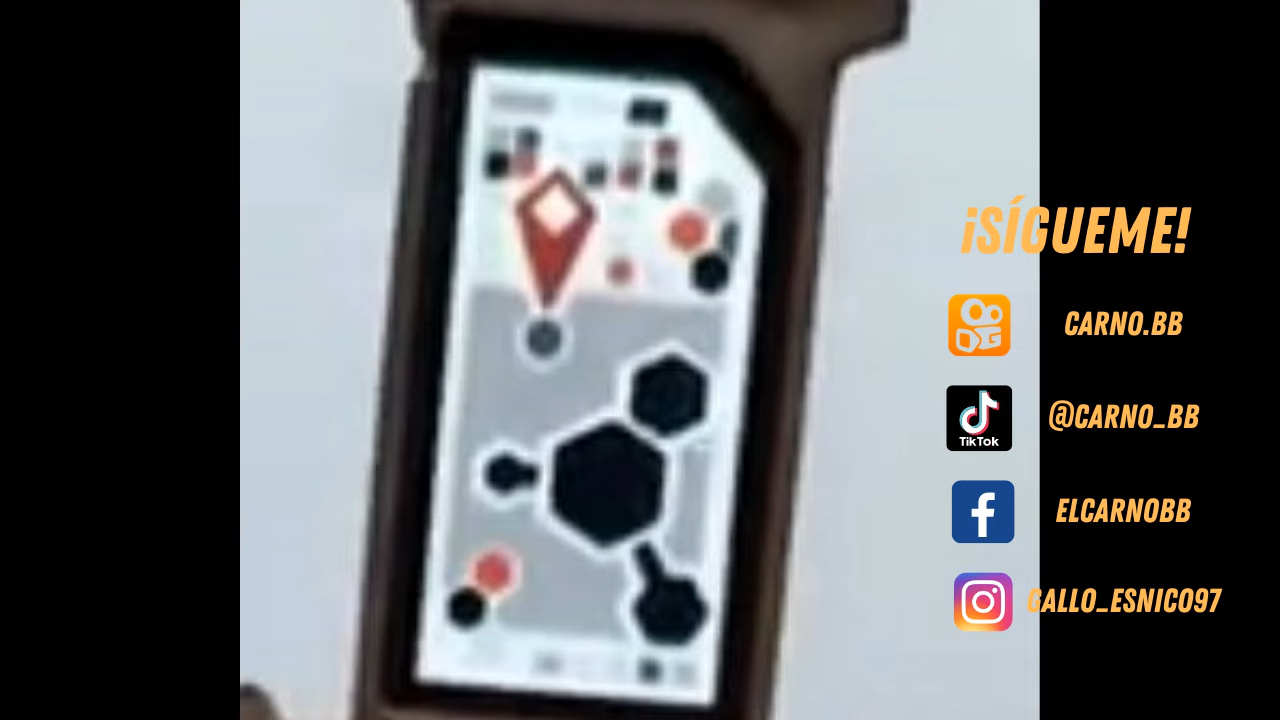 ¡SÍGUEME!
CARNO.BB
TikTok
@CARNO_BB
ELCARNOBB
GALLO_ESNICO97